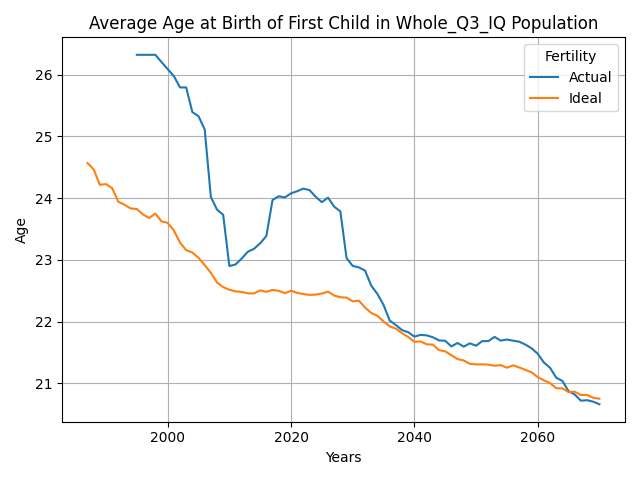 Average Age at Birth of First Child in Whole_Q3_IQ Population
Fertility
Actual
Ideal
26
25
24
23
22
21
Age
2000
2020
2040
2060
Years